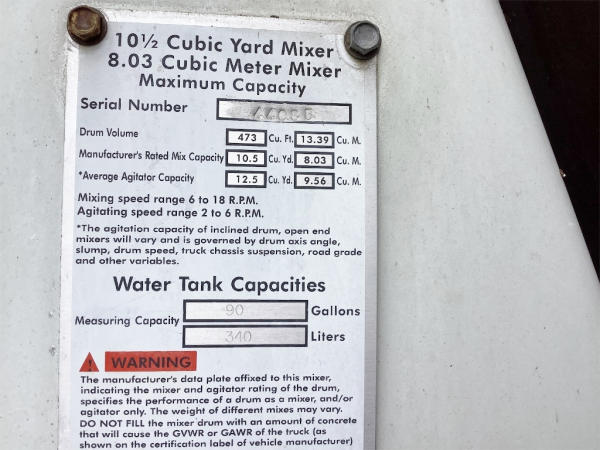 10½ Cubic Yard Mixer
8.03 Cubic Meter Mixer
Maximum Capacity
Serial Number
Drum Volume 473 Cu. Ft. 13.39 Cu. M.
Manufacturer's Rated Mix Capacity 10.5 Cu. Yd. 8.03 Cu. M.
*Average Agitator Capacity 12.5 Cu. Yd. 9.56 Cu. M.
Mixing speed range 6 to 18 R.P.M.
Agitating speed range 2 to 6 R.P.M.
*The agitation capacity of inclined drum, open end
mixers will vary and is governed by drum axis angle,
slump, drum speed, truck chassis suspension, road grade
and other variables.
Water Tank Capacities
Measuring Capacity 90 Gallons
340 Liters
WARNING
The manufacturer's data plate affixed to this mixer,
indicating the mixer and agitator rating of the drum,
specifies the performance of a drum as a mixer, and/or
agitator only. The weight of different mixes may vary.
DO NOT FILL the mixer drum with an amount of concrete
that will cause the GVWR or GAWR of the truck (as
shown on the certification label of vehicle manufacturer)